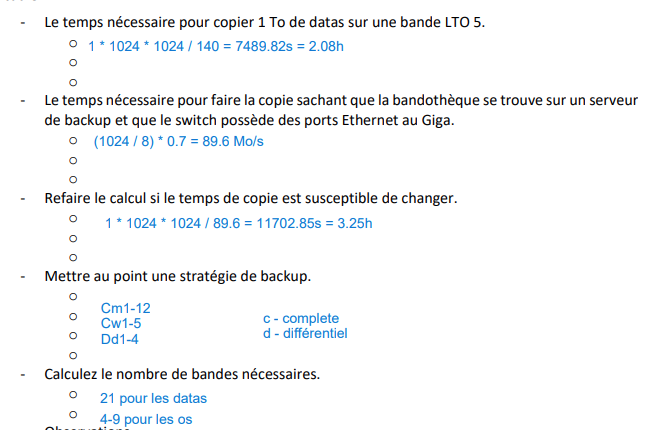 - Le temps nécessaire pour copier 1 To de datas sur une bande LTO 5.
o 1 * 1024 * 1024 / 140 = 7489.82s = 2.08h
o
o
- Le temps nécessaire pour faire la copie sachant que la bandothèque se trouve sur un serveur
de backup et que le switch possède des ports Ethernet au Giga.
o (1024 / 8) * 0.7 = 89.6 Mo/s
o
o
- Refaire le calcul si le temps de copie est susceptible de changer.
o 1 * 1024 * 1024 / 89.6 = 11702.85s = 3.25h
o
o
- Mettre au point une stratégie de backup.
o
Cm1-12
o Cw1-5 c - complete
o Dd1-4 d - différentiel
o
- Calculez le nombre de bandes nécessaires.
o 21 pour les datas
o 4-9 pour les os